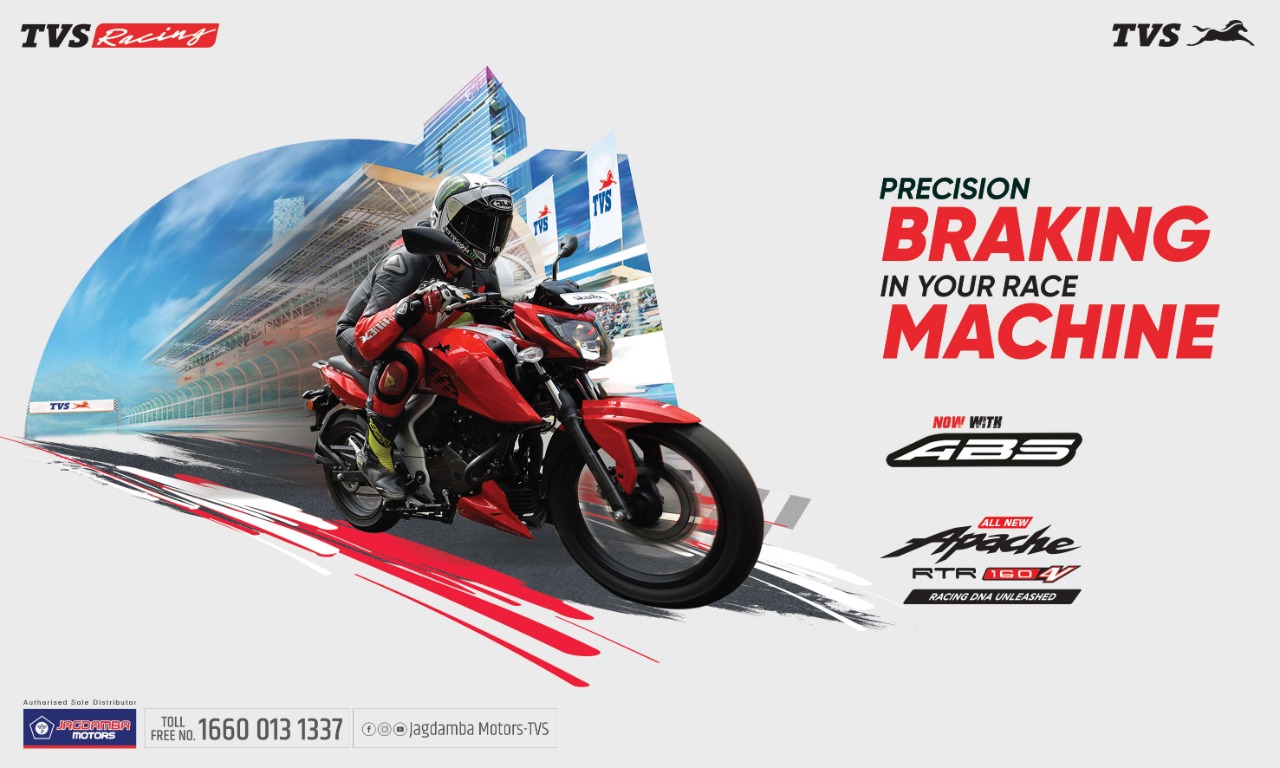 TVS Racing
TVS
PRECISION
BRAKING
IN YOUR RACE
MACHINE
NOW WITH
ABS
ALL NEW
Apache
RTR 160 4V
RACING DNA UNLEASHED
TVS
TVS
TVS
Authorised Sole Distributor
JAGDAMBA
MOTORS
TOLL
FREE NO. 1660 013 1337
Jagdamba Motors-TVS